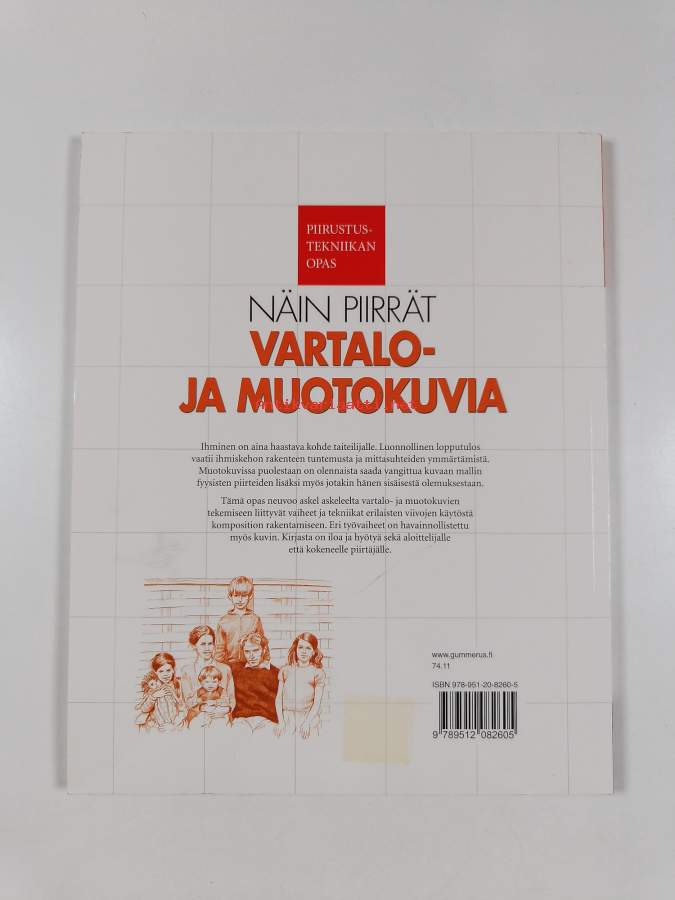 PIIRUSTUS-
TEKNIIKAN
OPAS
NÄIN PIIRRÄT
VARTALO-
JA MUOTOKUVIA
Ihminen on aina haastava kohde taiteilijalle. Luonnollinen lopputulos
vaatii ihmiskehon rakenteen tuntemusta ja mittasuhteiden ymmärtämistä.
Muotokuvissa puolestaan on olennaista saada vangittua kuvaan mallin
fyysisten piirteiden lisäksi myös jotakin hänen sisäisestä olemuksestaan.
Tämä opas neuvoo askel askeleelta vartalo- ja muotokuvien
tekemiseen liittyvät vaiheet ja tekniikat erilaisten viivojen käytöstä
komposition rakentamiseen. Eri työvaiheet on havainnollistettu
myös kuvin. Kirjasta on iloa ja hyötyä sekä aloittelijalle
että kokeneelle piirtäjälle.
www.gummerus.fi
74.11
ISBN 978-951-20-8260-5
9 789512 082605